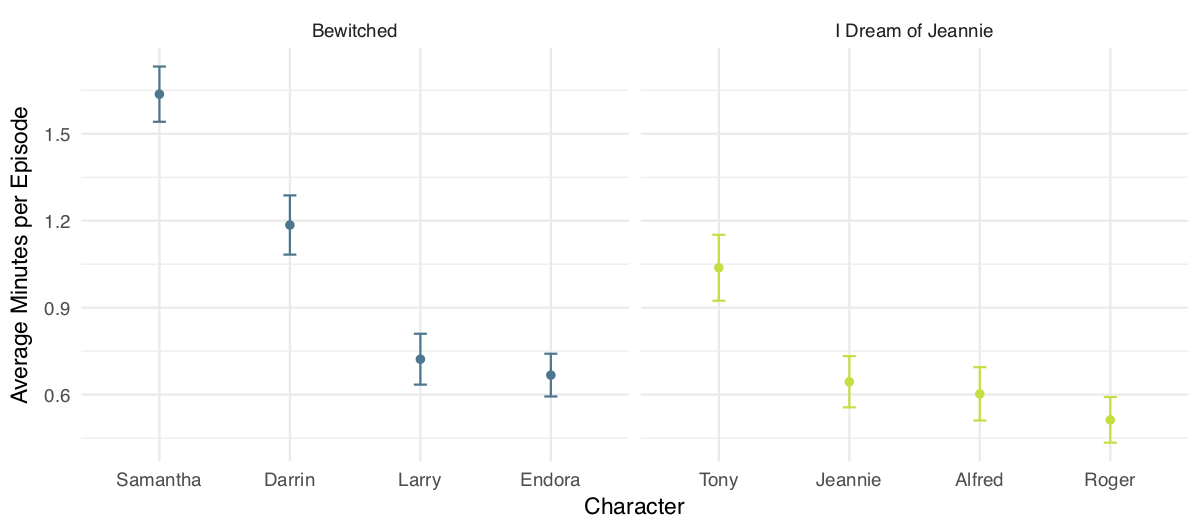 Bewitched
I Dream of Jeannie
Average Minutes per Episode
1.5
1.2
0.9
0.6
Samantha
Darrin
Larry
Endora
Tony
Jeannie
Alfred
Roger
Character